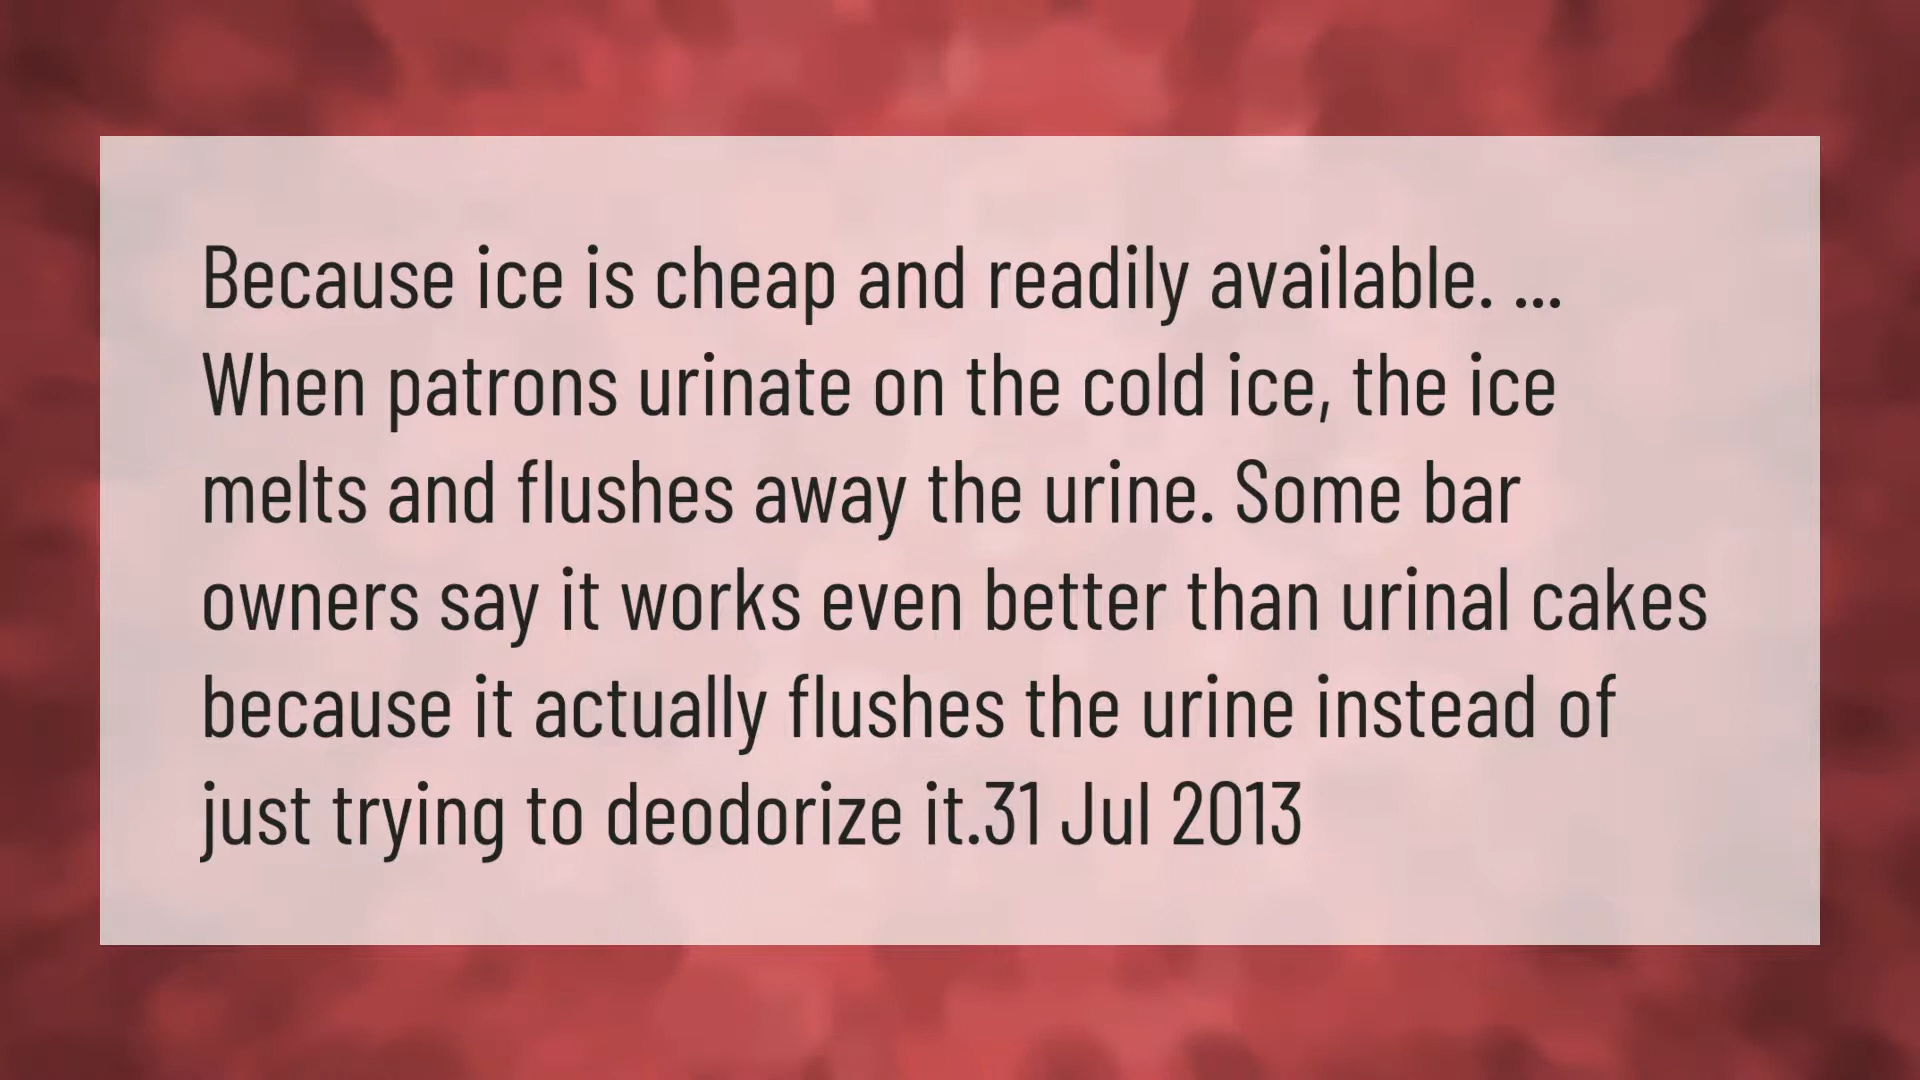 Because ice is cheap and readily available. ...
When patrons urinate on the cold ice, the ice
melts and flushes away the urine. Some bar
owners say it works even better than urinal cakes
because it actually flushes the urine instead of
just trying to deodorize it.31 Jul 2013